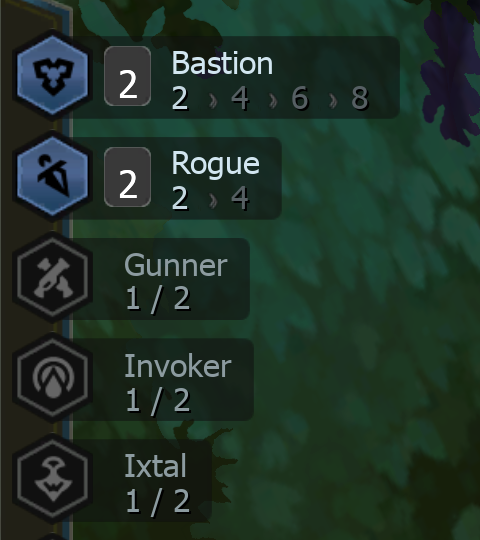 2 Bastion
2 › 4 › 6 › 8
2 Rogue
2 › 4
Gunner
1 / 2
Invoker
1 / 2
Ixtal
1 / 2